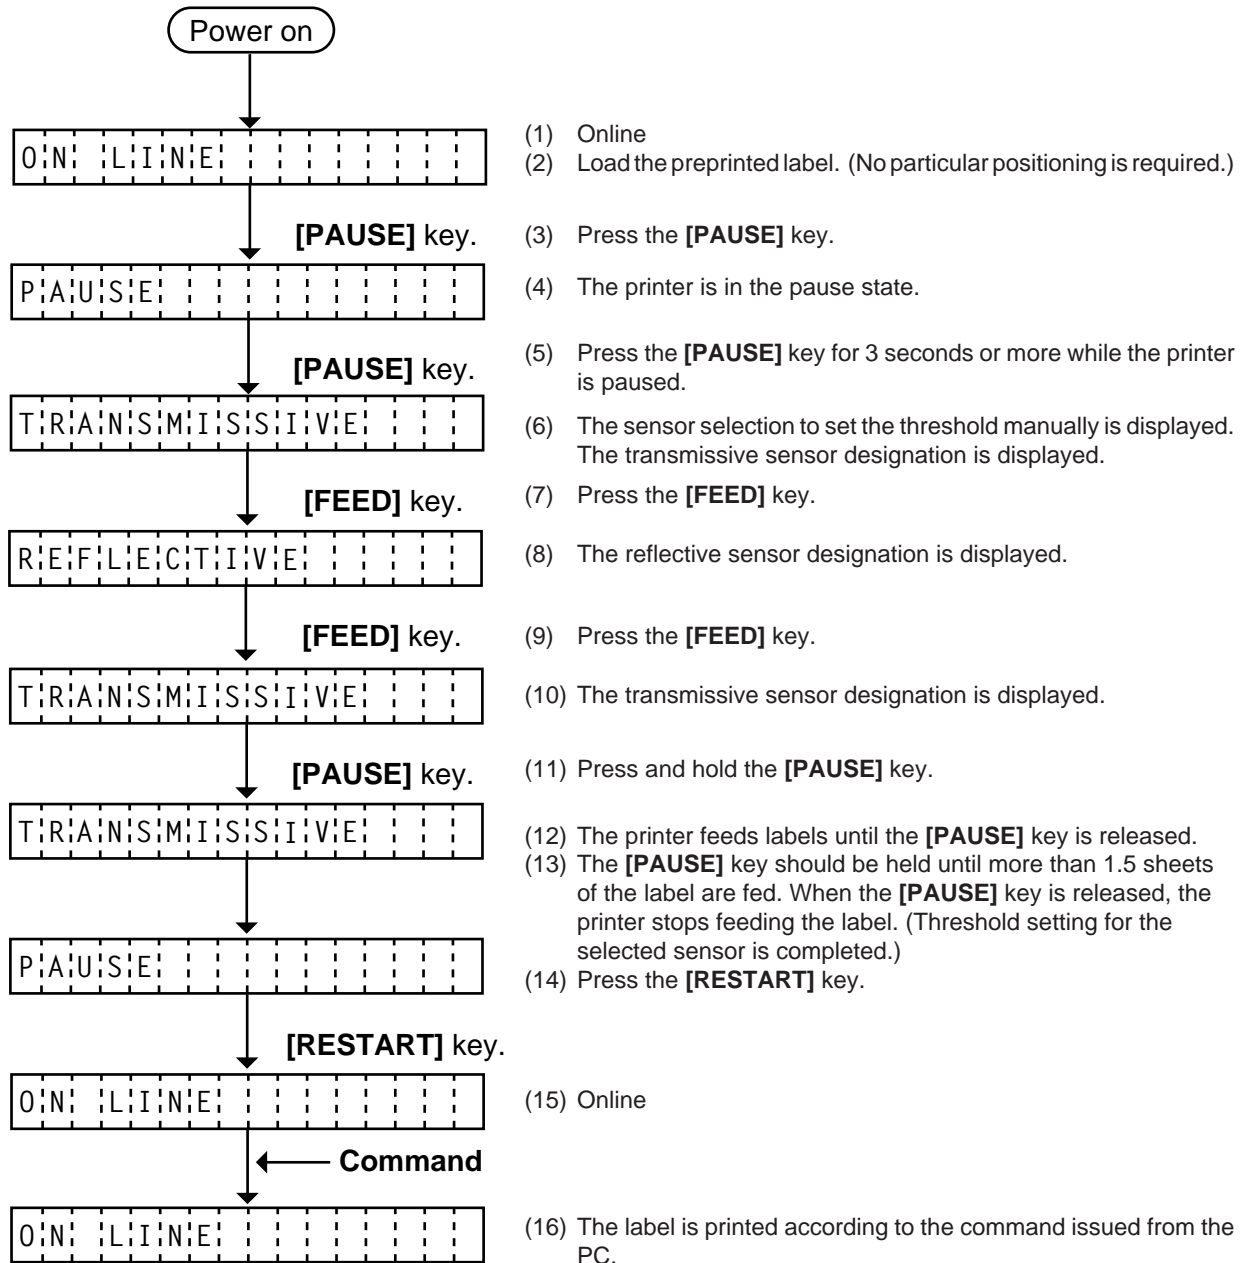 Power on
ON LINE
(1) Online
(2) Load the preprinted label. (No particular positioning is required.)
[PAUSE] key.
(3) Press the [PAUSE] key.
PAUSE
(4) The printer is in the pause state.
[PAUSE] key.
(5) Press the [PAUSE] key for 3 seconds or more while the printer
is paused.
TRANSMISSIVE
(6) The sensor selection to set the threshold manually is displayed.
The transmissive sensor designation is displayed.
[FEED] key.
(7) Press the [FEED] key.
REFLECTIVE
(8) The reflective sensor designation is displayed.
[FEED] key.
(9) Press the [FEED] key.
TRANSMISSIVE
(10) The transmissive sensor designation is displayed.
[PAUSE] key.
(11) Press and hold the [PAUSE] key.
TRANSMISSIVE
(12) The printer feeds labels until the [PAUSE] key is released.
(13) The [PAUSE] key should be held until more than 1.5 sheets
of the label are fed. When the [PAUSE] key is released, the
printer stops feeding the label. (Threshold setting for the
selected sensor is completed.)
PAUSE
(14) Press the [RESTART] key.
[RESTART] key.
ON LINE
(15) Online
Command
ON LINE
(16) The label is printed according to the command issued from the
PC.